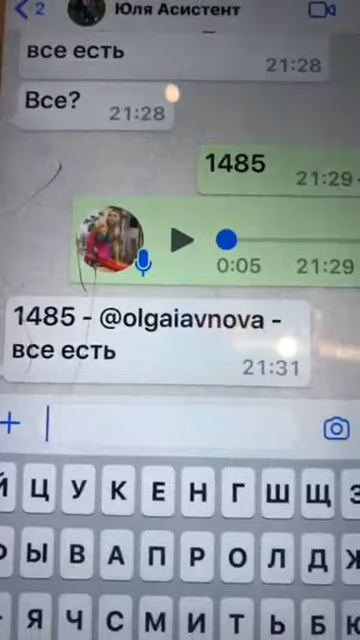 2
Юля Асистент
все есть
21:28
Все?
21:28
1485
21:29
0:05
21:29
1485 - @olgaiavnova -
все есть
21:31
Й Ц У К Е Н Г Ш Щ З
Ы В А П Р О Л Д Ж
Я Ч С М И Т Ь Б Ю